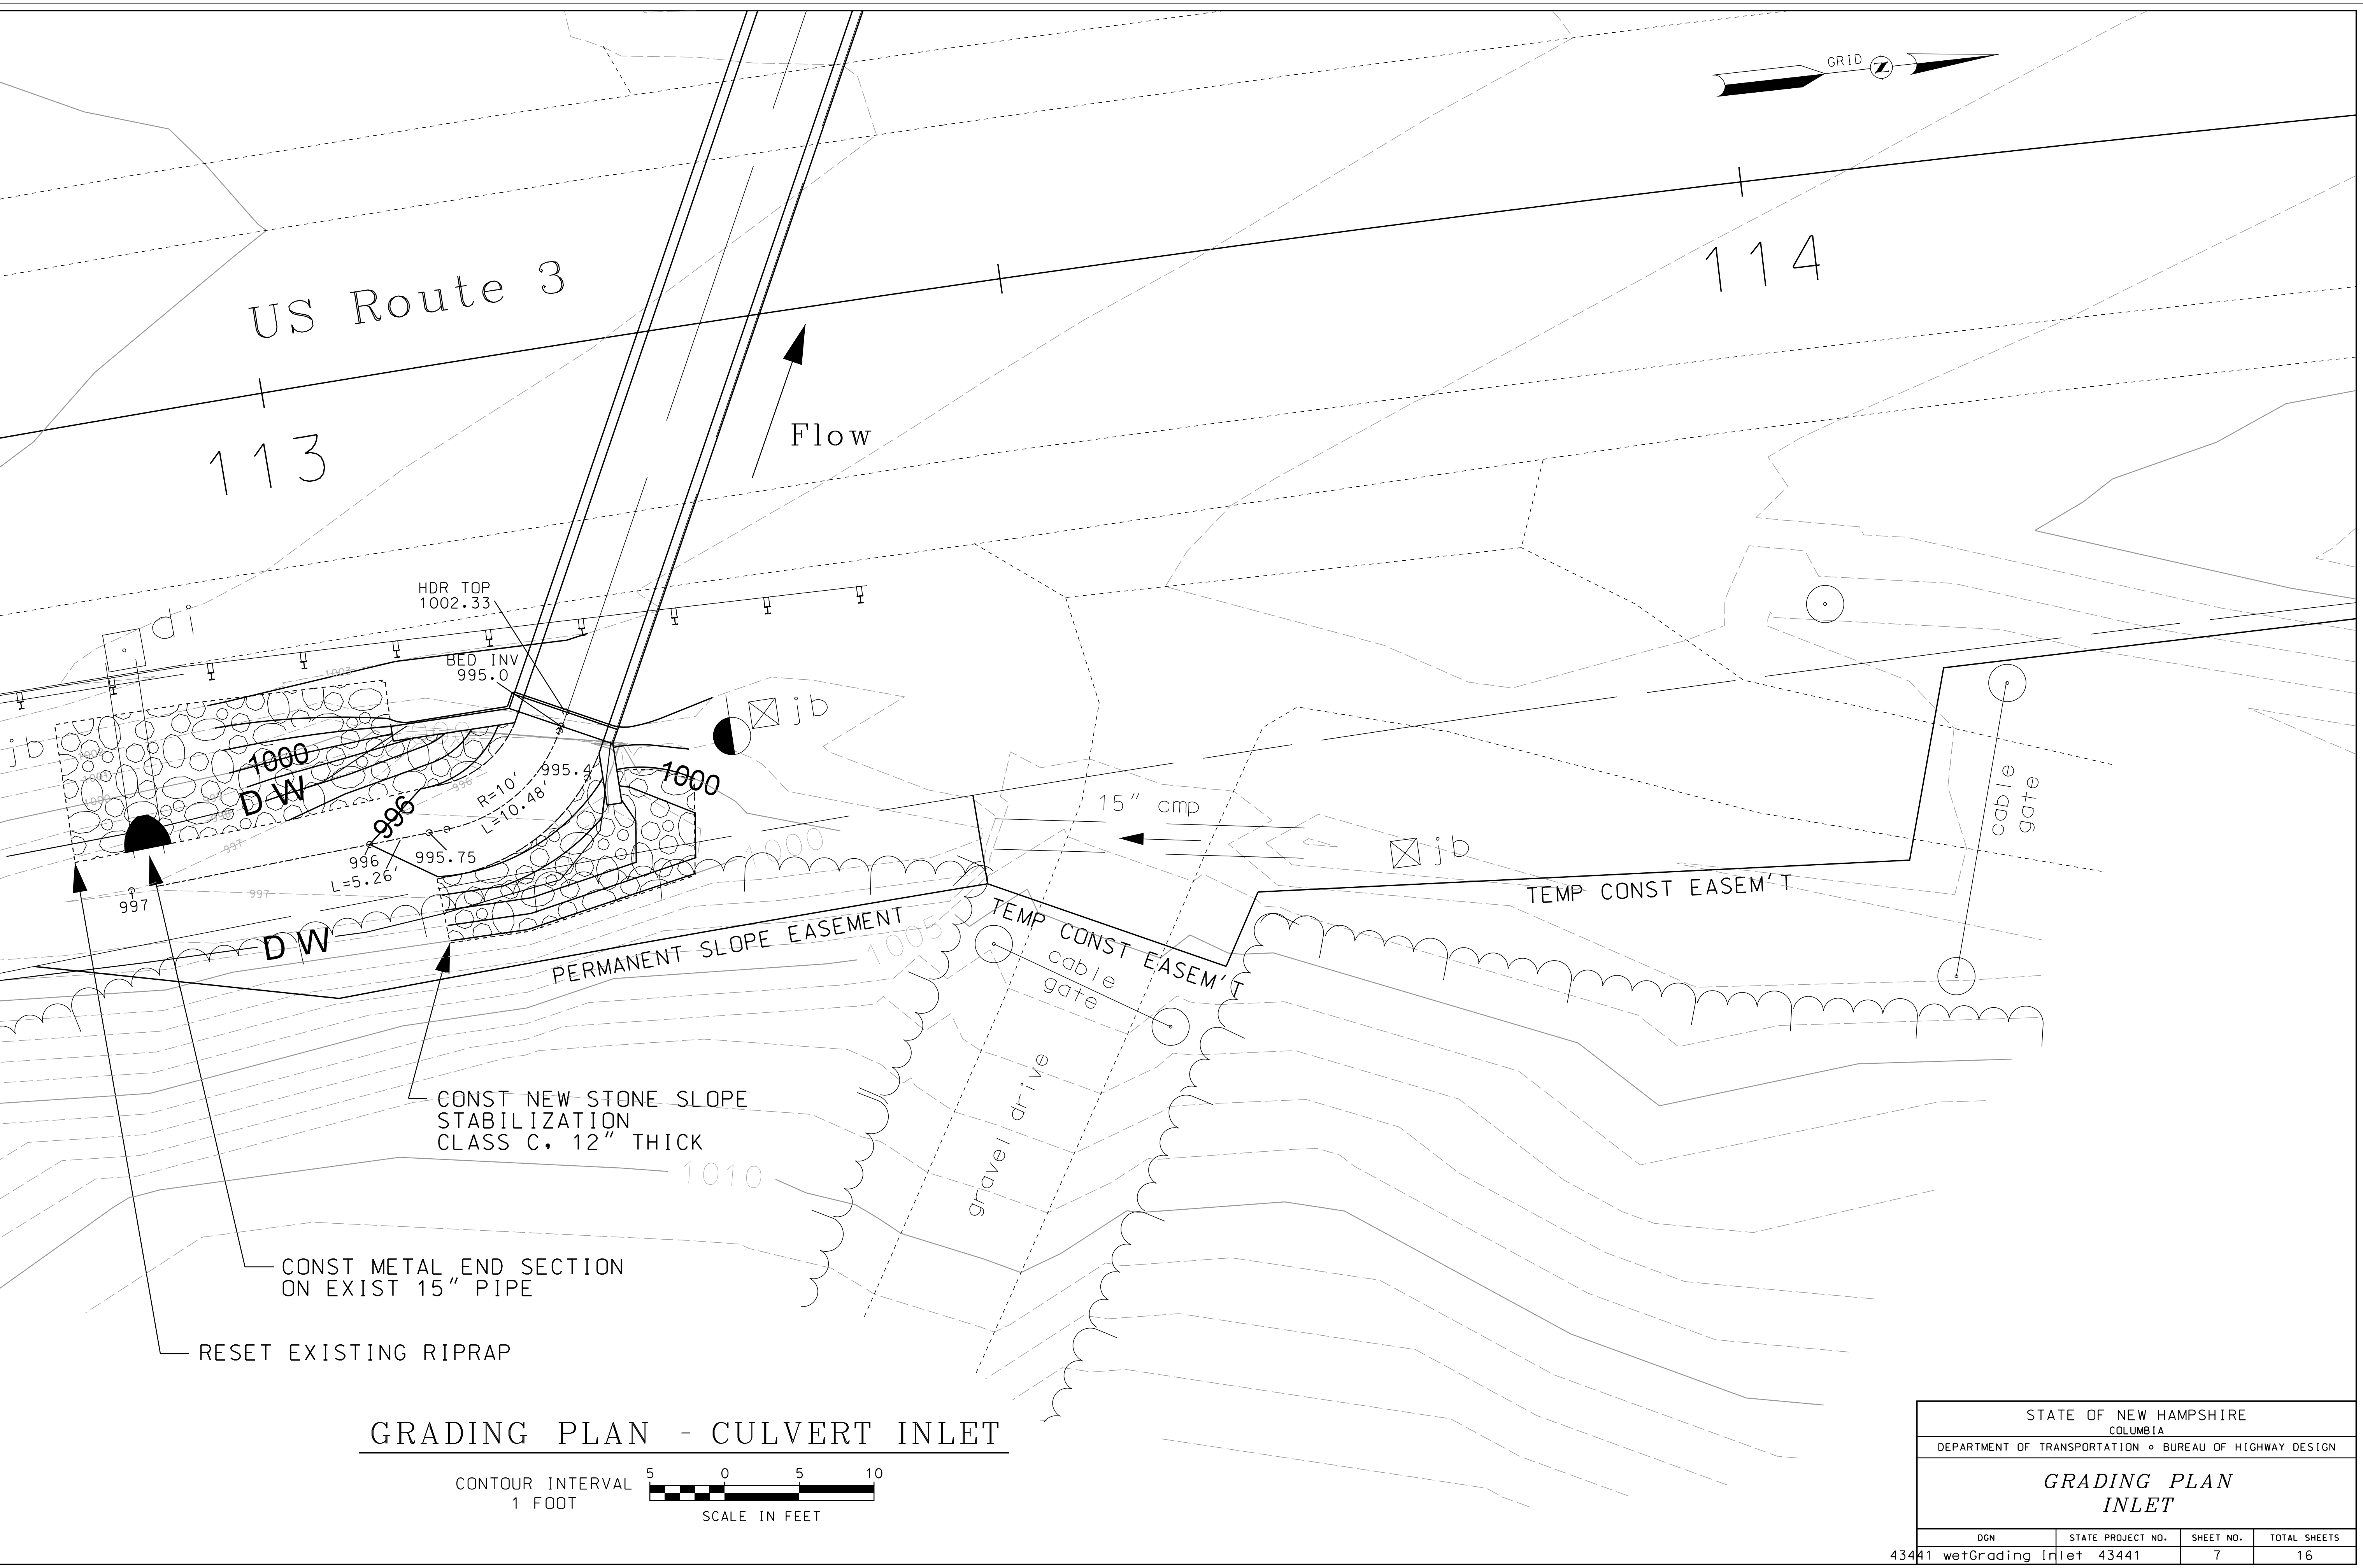 GRID
Z
US Route 3
113
114
Flow
HDR TOP
1002.33
di
1003
BED INV
995.0
jb
jb
1000
1000
D W
996
995.4
R=10'
L=10.48'
996
996
995.75
L=5.26'
997
997
997
1000
15" cmp
jb
cable
gate
D W
PERMANENT SLOPE EASEMENT
1005
TEMP CONST EASEM'T
TEMP CONST EASEM'T
cable
gate
gravel drive
CONST NEW STONE SLOPE
STABILIZATION
CLASS C, 12" THICK
1010
CONST METAL END SECTION
ON EXIST 15" PIPE
RESET EXISTING RIPRAP
GRADING PLAN - CULVERT INLET
CONTOUR INTERVAL
1 FOOT
5 0 5 10
SCALE IN FEET
STATE OF NEW HAMPSHIRE
COLUMBIA
DEPARTMENT OF TRANSPORTATION ∘ BUREAU OF HIGHWAY DESIGN
GRADING PLAN
INLET
DGN STATE PROJECT NO. SHEET NO. TOTAL SHEETS
43441 wetGrading Inlet 43441 7 16